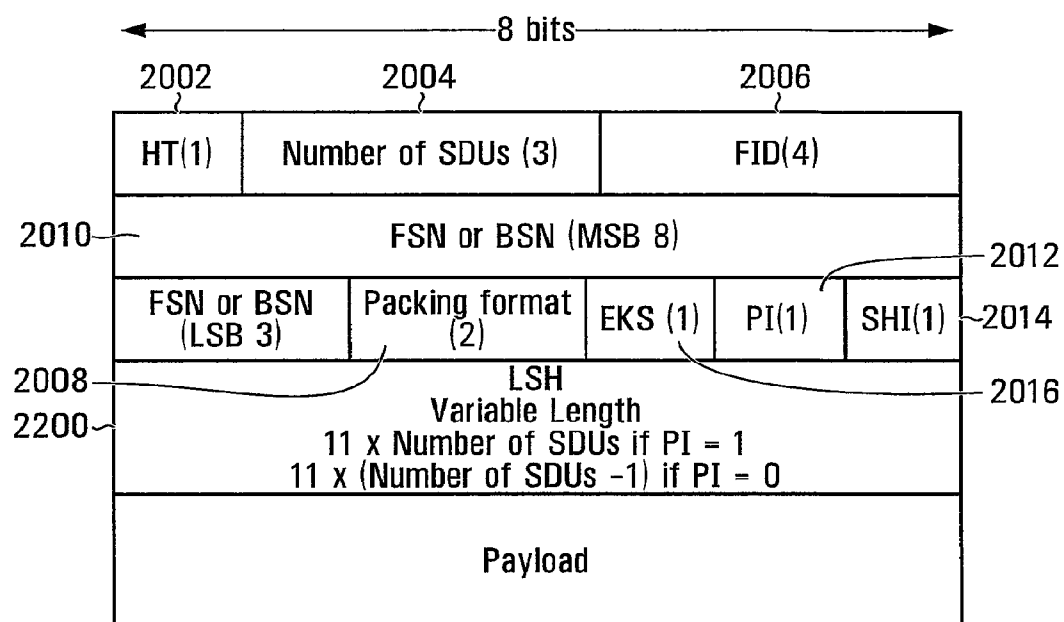 8 bits
2002 2004 2006
HT(1) Number of SDUs (3) FID(4)
2010 FSN or BSN (MSB 8)
2012
FSN or BSN (LSB 3) Packing format (2) EKS (1) PI(1) SHI(1) 2014
2008 2016
2200
LSH
Variable Length
11 x Number of SDUs if PI = 1
11 x (Number of SDUs -1) if PI = 0
Payload